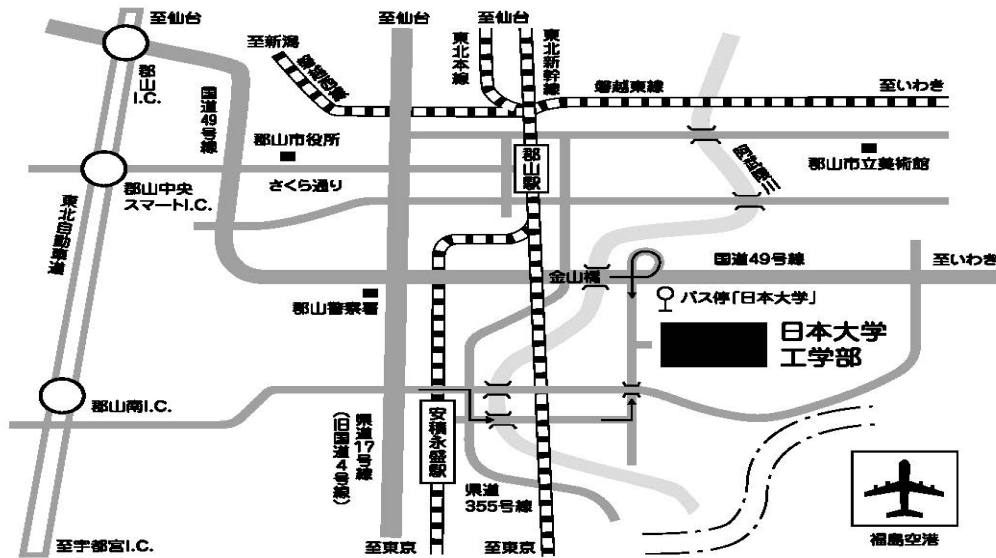 至仙台
至仙台
至仙台
至新潟
磐越西線
東北本線
東北新幹線
磐越東線
至いわき
郡山
I.C.
国道49号線
郡山市役所
郡山駅
郡山市立美術館
さくら通り
郡山中央
スマートI.C.
阿武隈川
東北自動車道
金山橋
国道49号線
至いわき
バス停「日本大学」
郡山警察署
日本大学
工学部
郡山南I.C.
安積永盛駅
県道17号線
(旧国道4号線)
県道
355号線
福島空港
至宇都宮I.C.
至東京
至東京